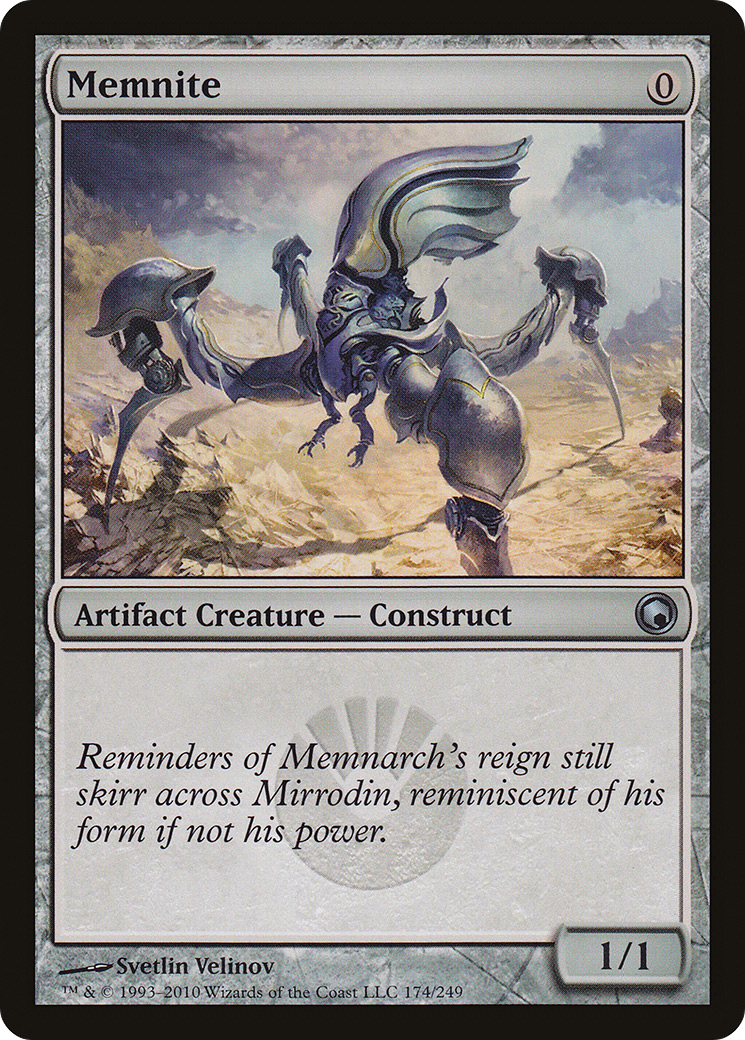 Memnite
0
Artifact Creature — Construct
Reminders of Memnarch's reign still
skirr across Mirrodin, reminiscent of his
form if not his power.
1/1
Svetlin Velinov
™ & © 1993–2010 Wizards of the Coast LLC 174/249